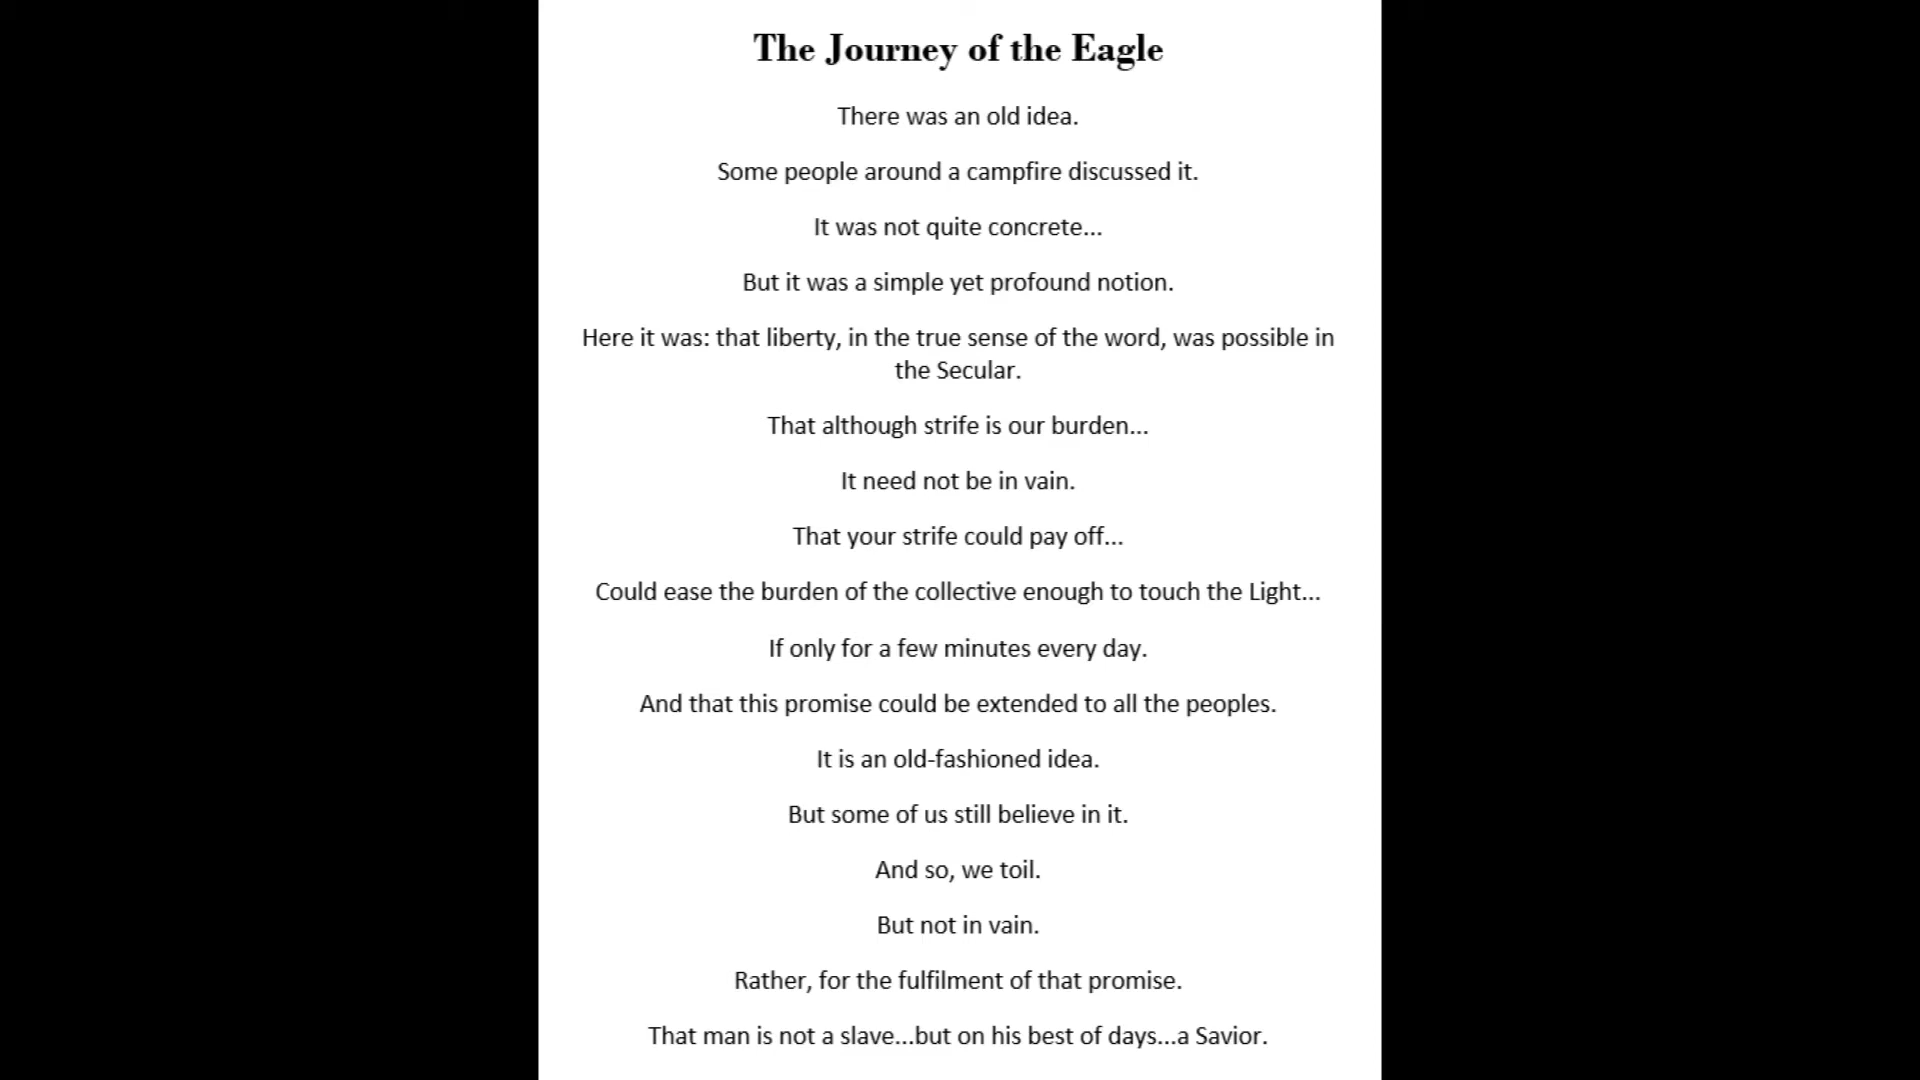 The Journey of the Eagle
There was an old idea.
Some people around a campfire discussed it.
It was not quite concrete...
But it was a simple yet profound notion.
Here it was: that liberty, in the true sense of the word, was possible in
the Secular.
That although strife is our burden...
It need not be in vain.
That your strife could pay off...
Could ease the burden of the collective enough to touch the Light...
If only for a few minutes every day.
And that this promise could be extended to all the peoples.
It is an old-fashioned idea.
But some of us still believe in it.
And so, we toil.
But not in vain.
Rather, for the fulfilment of that promise.
That man is not a slave...but on his best of days...a Savior.